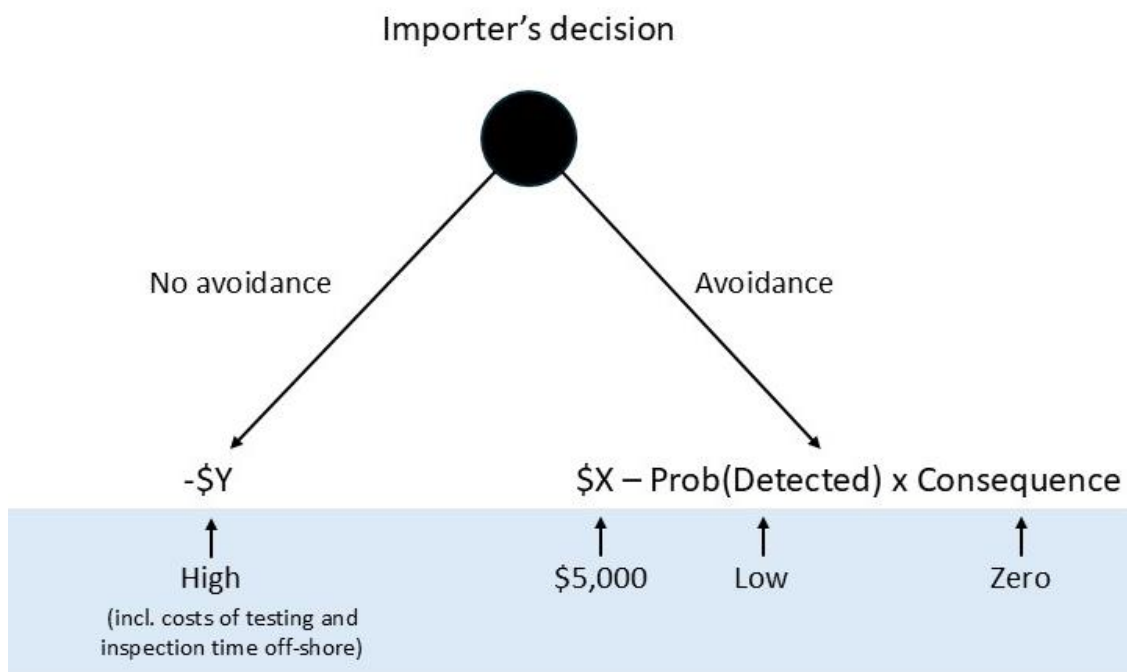 Importer’s decision
No avoidance
Avoidance
-$Y
$X – Prob(Detected) x Consequence
High
(incl. costs of testing and
inspection time off-shore)
$5,000
Low
Zero